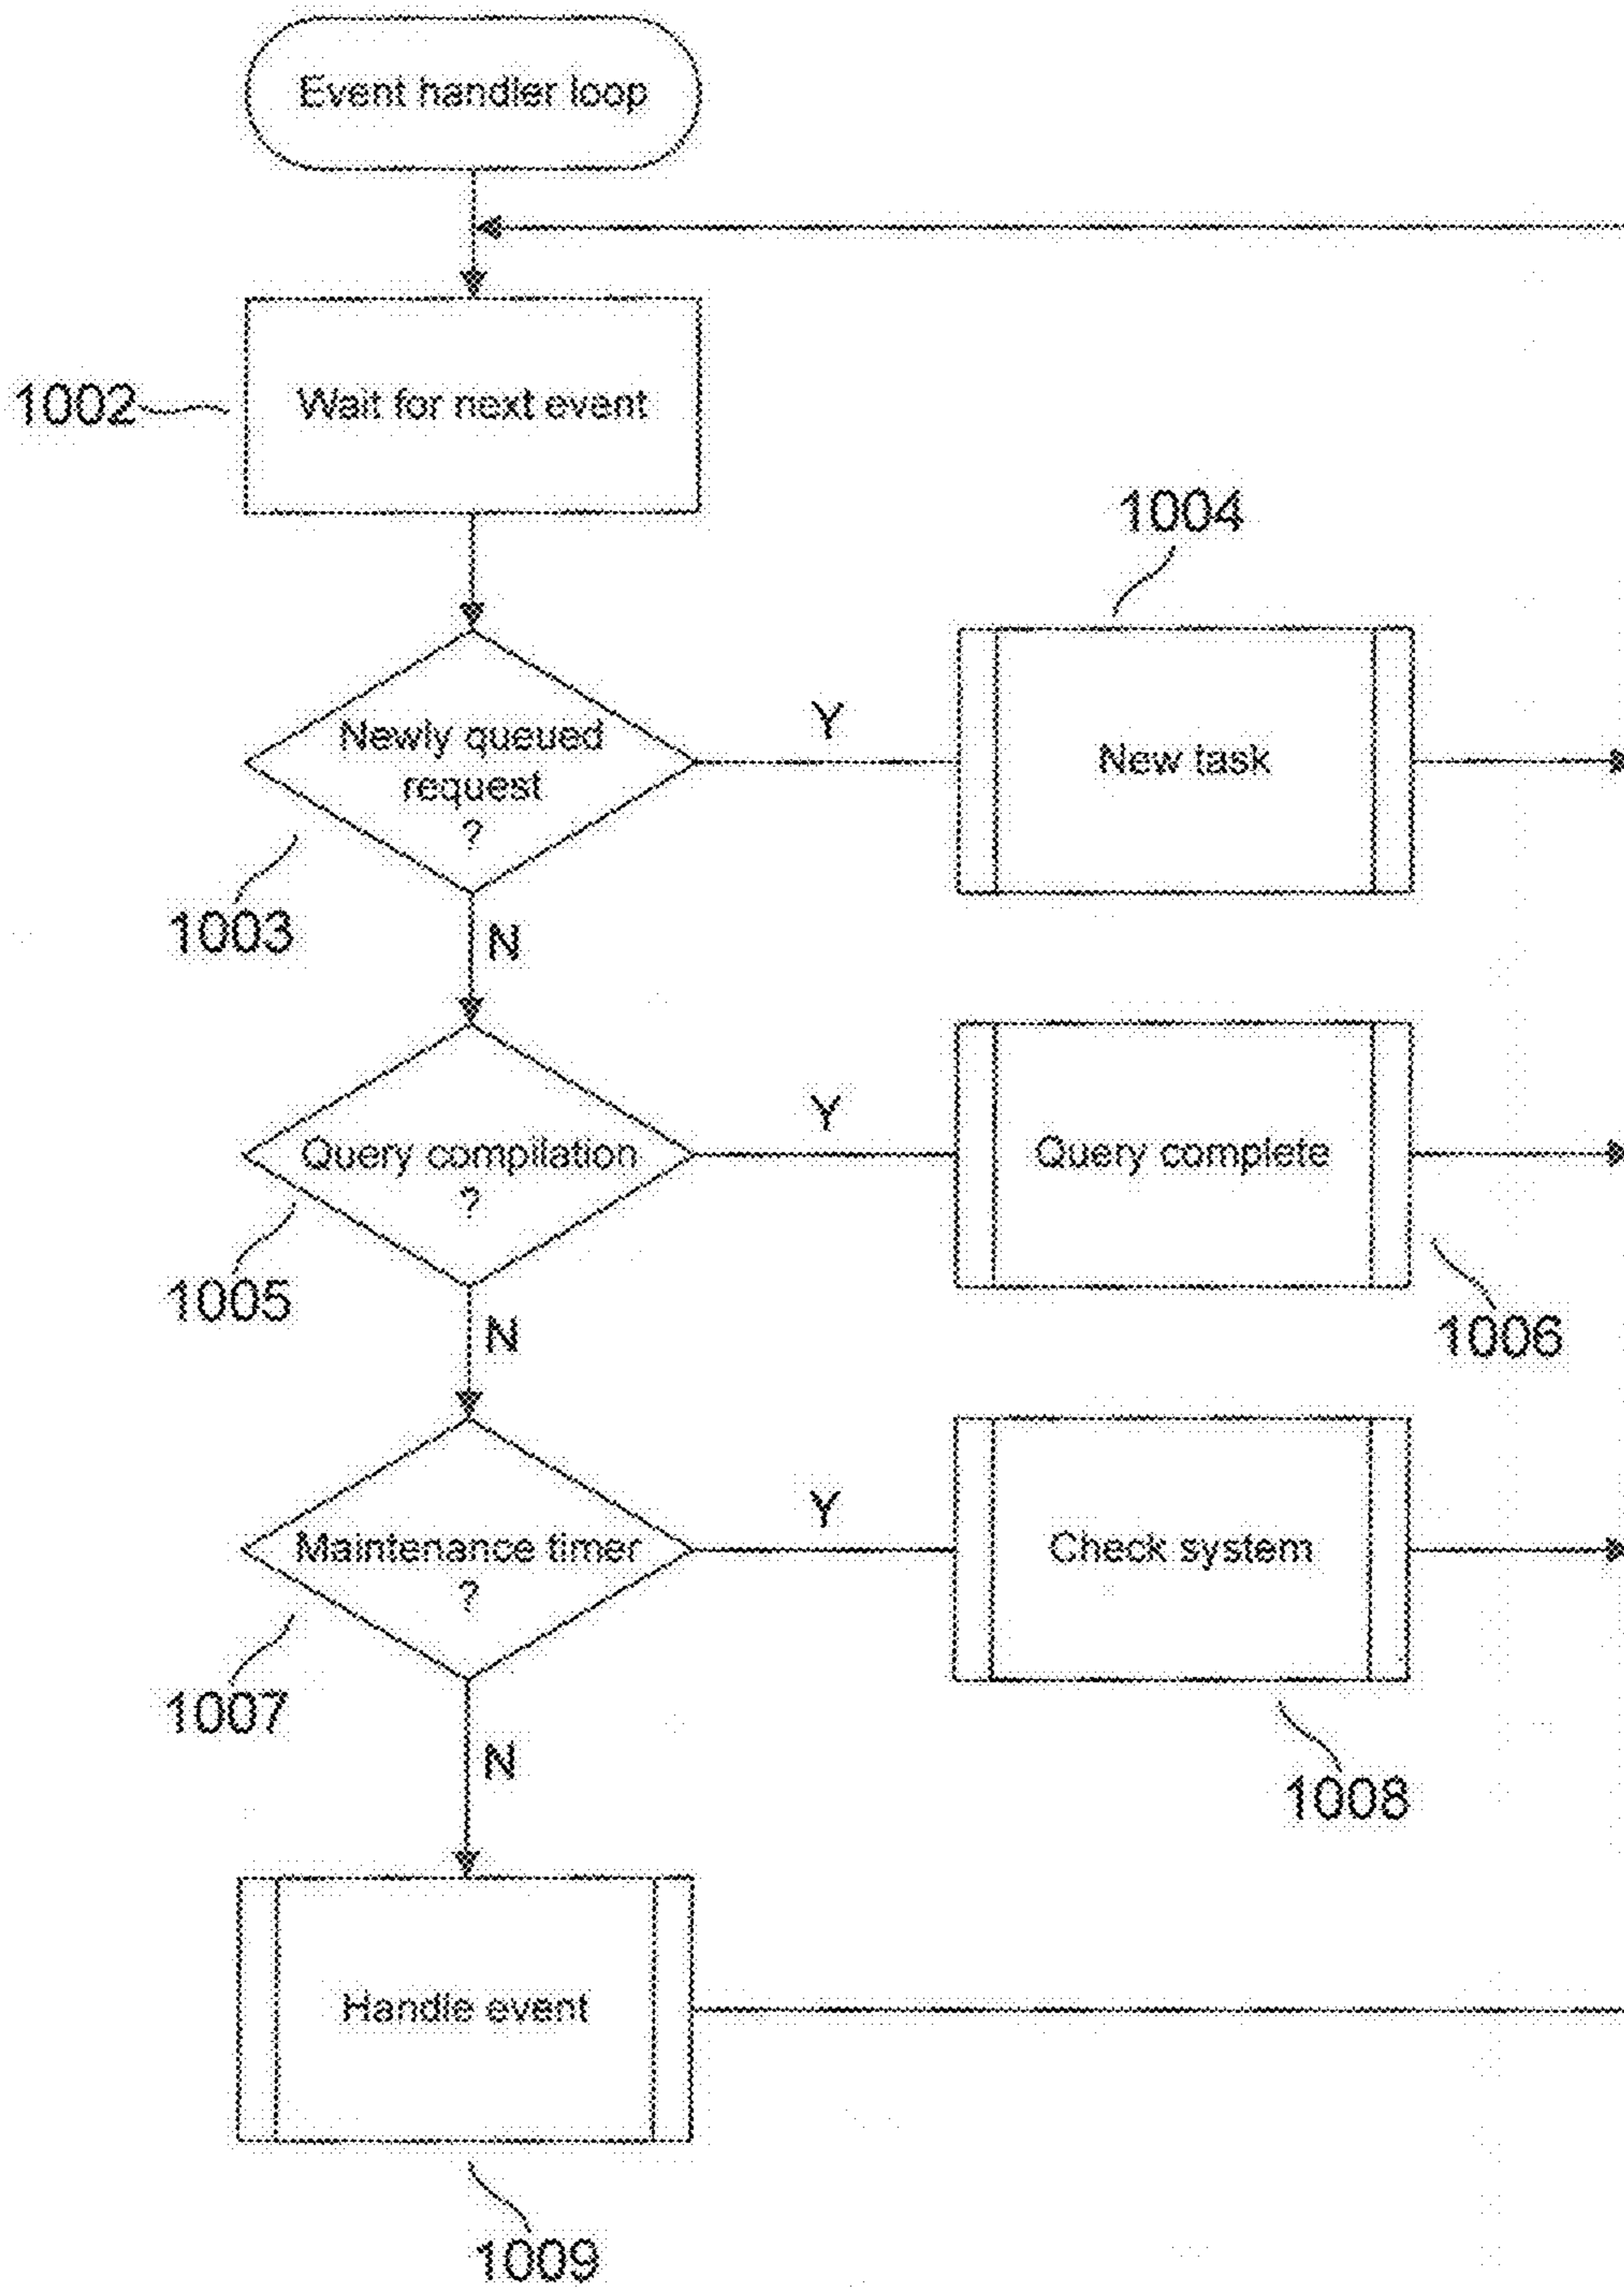 Event handler loop
1002
Wait for next event
1004
Newly queued
request
?
Y
New task
1003
N
Query compilation
?
Y
Query complete
1005
N
1006
Maintenance timer
?
Y
Check system
1007
N
1008
Handle event
1009